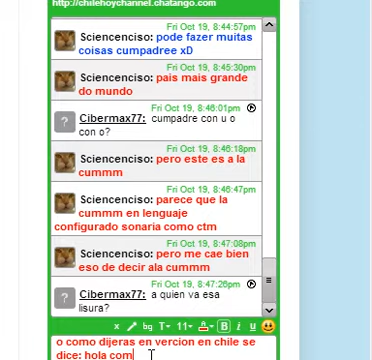 http://chilehoychannel.chatango.com
Fri Oct 19, 8:44:57pm
Sciencenciso: pode fazer muitas
coisas cumpadree xD
Fri Oct 19, 8:45:30pm
Sciencenciso: pais mais grande
do mundo
Fri Oct 19, 8:46:01pm
Cibermax77: cumpadre con u o
con o?
Fri Oct 19, 8:46:18pm
Sciencenciso: pero este es a la
cummm
Fri Oct 19, 8:46:47pm
Sciencenciso: parece que la
cummm en lenguaje
configurado sonaria como ctm
Fri Oct 19, 8:47:08pm
Sciencenciso: pero me cae bien
eso de decir ala cummmm
Fri Oct 19, 8:47:26pm
? Cibermax77: a quien va esa
lisura?
x bg T 11 A B I U
o como dijeras en vercion en chile se
dice: hola com